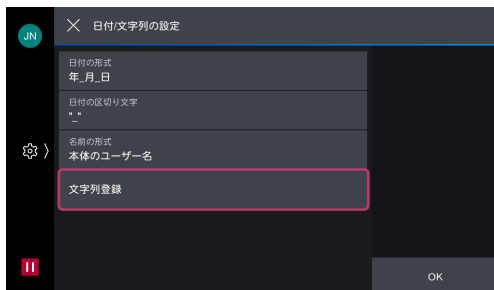 JN
日付/文字列の設定
日付の形式
年_月_日
日付の区切り文字
"_"
名前の形式
本体のユーザー名
文字列登録
OK